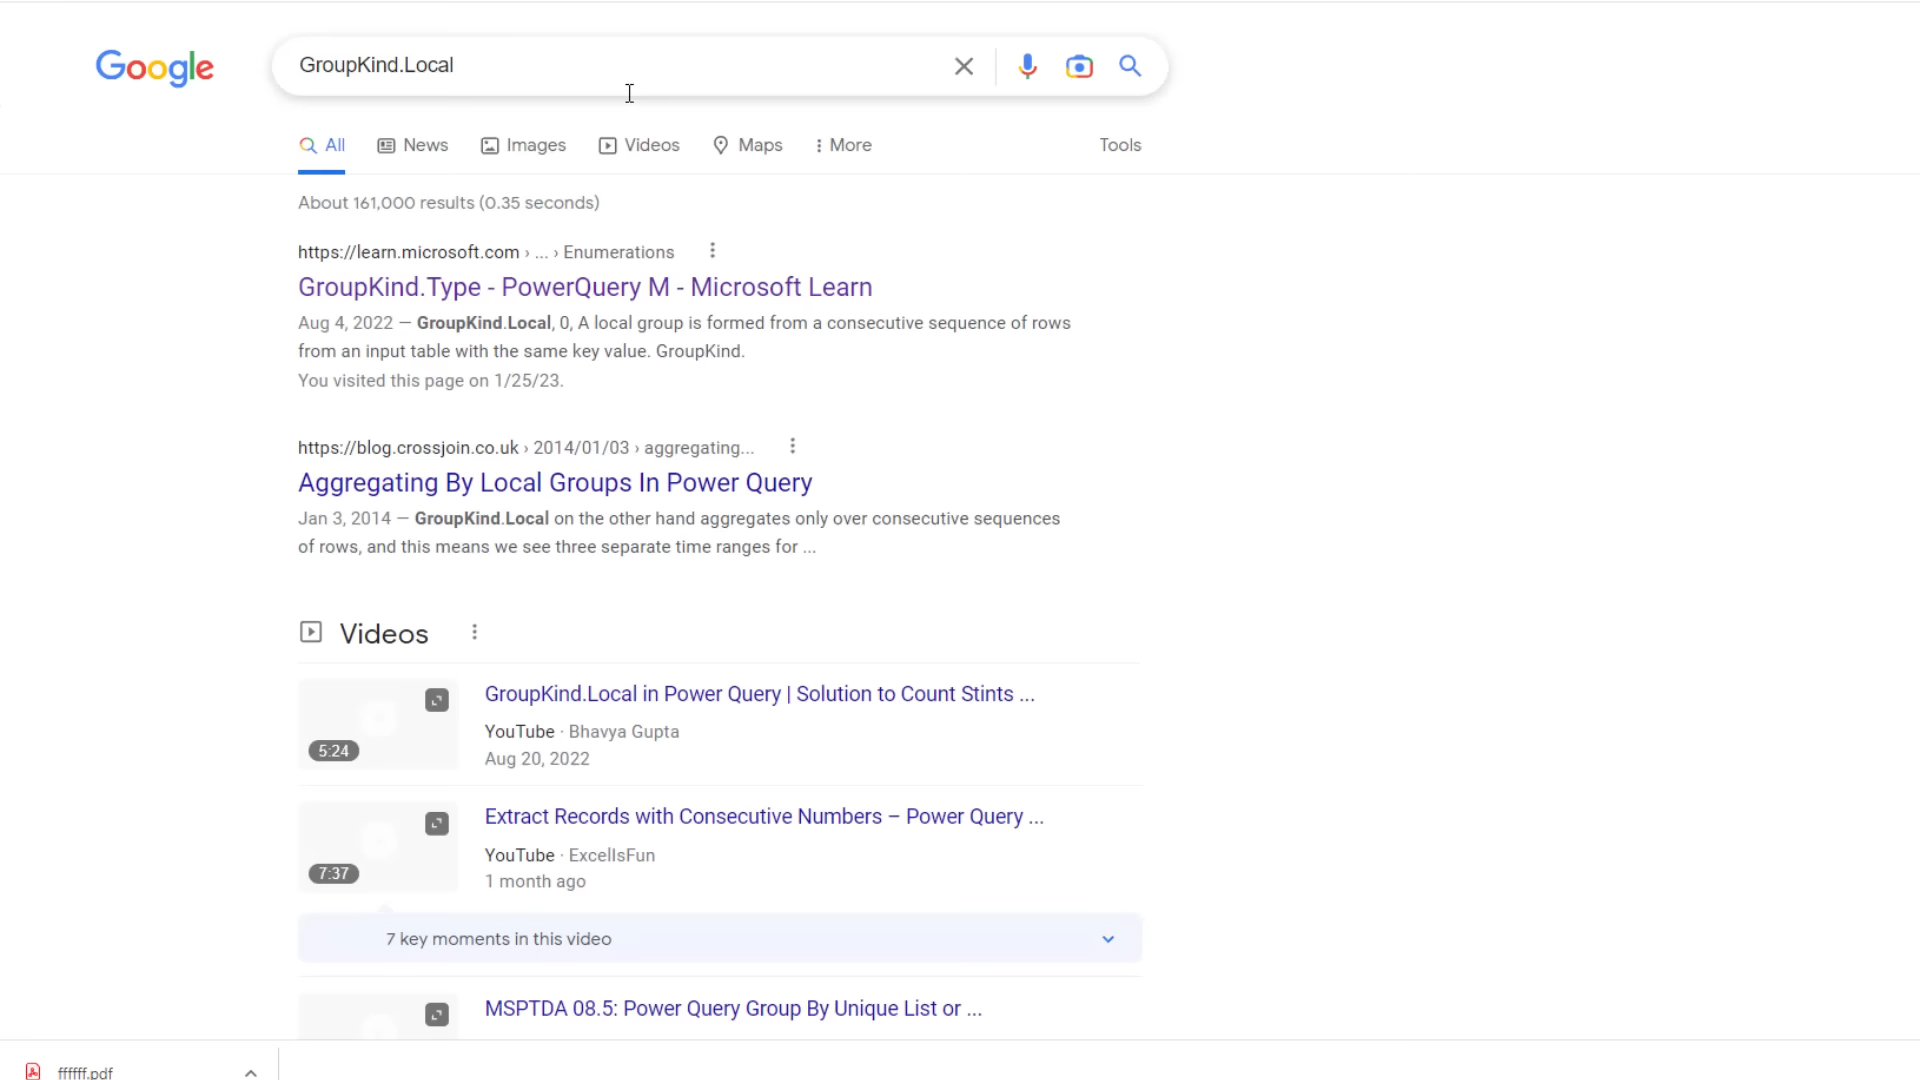 Google
GroupKind.Local
All News Images Videos Maps More Tools
About 161,000 results (0.35 seconds)
https://learn.microsoft.com › ... › Enumerations
GroupKind.Type - PowerQuery M - Microsoft Learn
Aug 4, 2022 — GroupKind.Local, 0, A local group is formed from a consecutive sequence of rows
from an input table with the same key value. GroupKind.
You visited this page on 1/25/23.
https://blog.crossjoin.co.uk › 2014/01/03 › aggregating...
Aggregating By Local Groups In Power Query
Jan 3, 2014 — GroupKind.Local on the other hand aggregates only over consecutive sequences
of rows, and this means we see three separate time ranges for ...
Videos
GroupKind.Local in Power Query | Solution to Count Stints ...
YouTube · Bhavya Gupta
5:24
Aug 20, 2022
Extract Records with Consecutive Numbers – Power Query ...
YouTube · ExcelIsFun
7:37
1 month ago
7 key moments in this video
MSPTDA 08.5: Power Query Group By Unique List or ...
ffffff.pdf